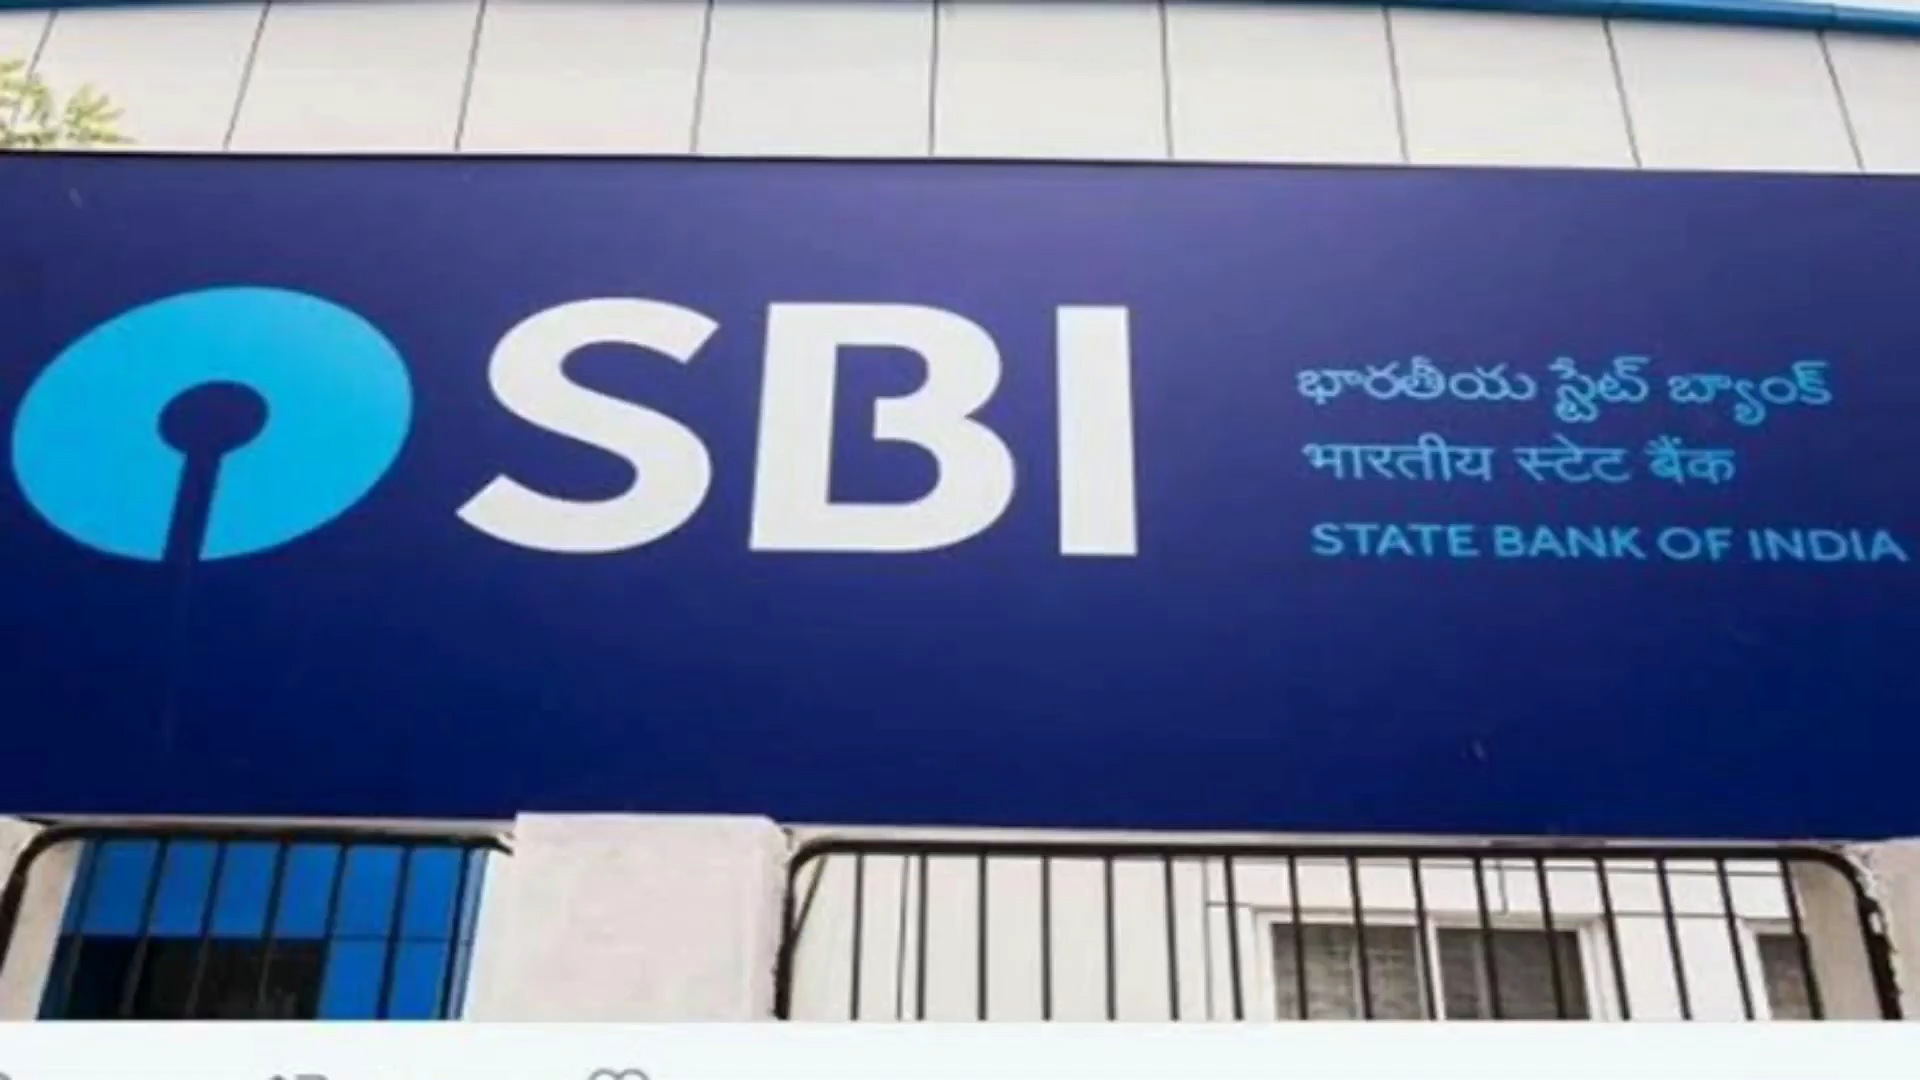 SBI
భారతీయ స్టేట్ బ్యాంక్
भारतीय स्टेट बैंक
STATE BANK OF INDIA